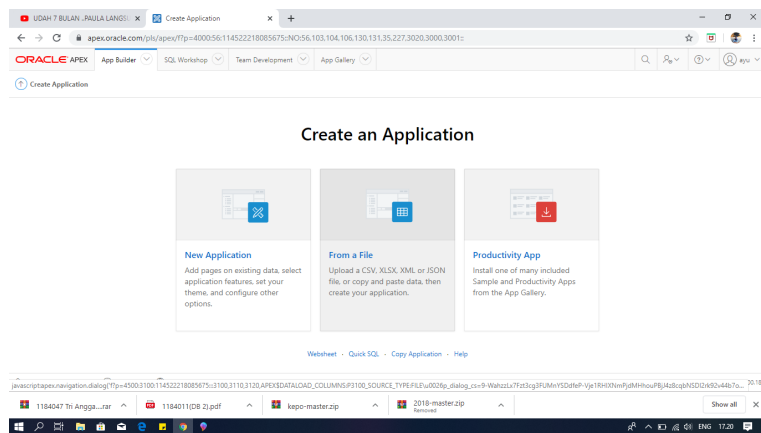 UDAH 7 BULAN ..PAULA LANGSU
Create Application
apex.oracle.com/pls/apex/f?p=4000:56:114522218085675::NO:56,103,104,106,130,131,35,227,3020,3000,3001::
ORACLE APEX App Builder SQL Workshop Team Development App Gallery ayu
Create Application
Create an Application
New Application
Add pages on existing data, select
application features, set your
theme, and configure other
options.
From a File
Upload a CSV, XLSX, XML or JSON
file, or copy and paste data, then
create your application.
Productivity App
Install one of many included
Sample and Productivity Apps
from the App Gallery.
Websheet - Quick SQL - Copy Application - Help
1184047 Tri Angga....rar
1184011(DB 2).pdf
kepo-master.zip
2018-master.zip
Removed
Show all
ENG 17.20